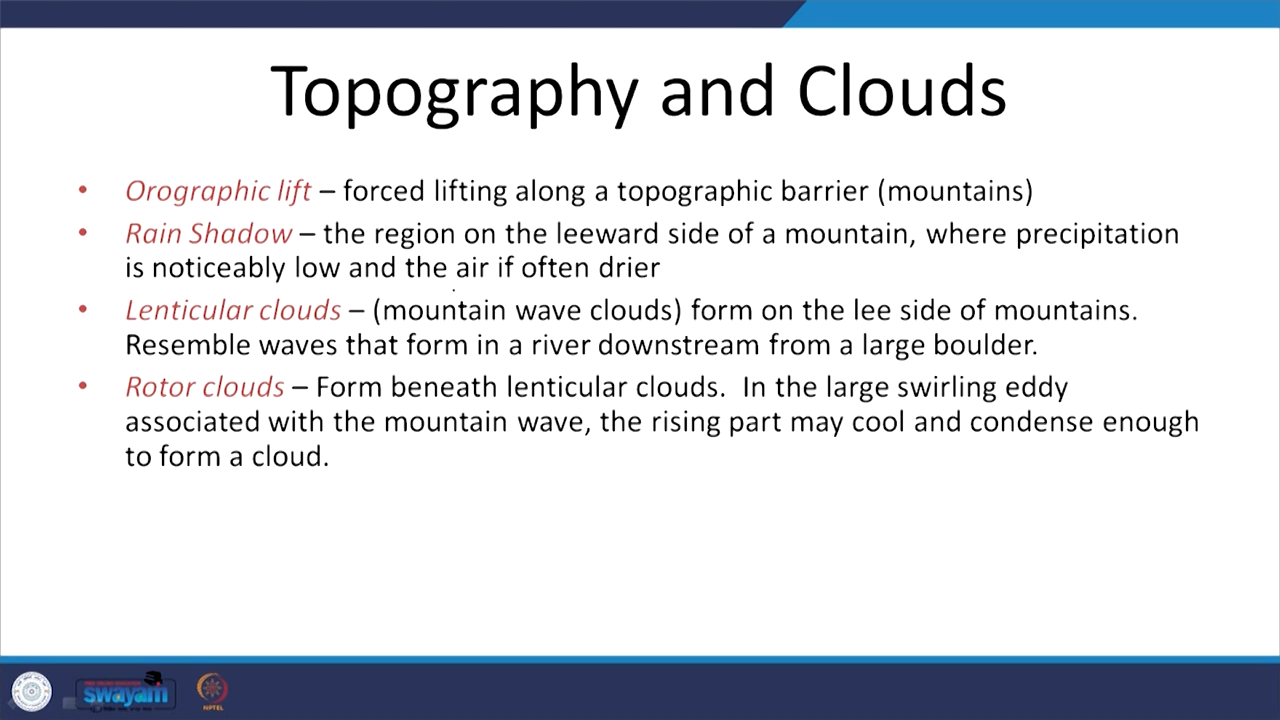 Topography and Clouds
• Orographic lift – forced lifting along a topographic barrier (mountains)
• Rain Shadow – the region on the leeward side of a mountain, where precipitation
is noticeably low and the air if often drier
• Lenticular clouds – (mountain wave clouds) form on the lee side of mountains.
Resemble waves that form in a river downstream from a large boulder.
• Rotor clouds – Form beneath lenticular clouds. In the large swirling eddy
associated with the mountain wave, the rising part may cool and condense enough
to form a cloud.
swayam
NPTEL